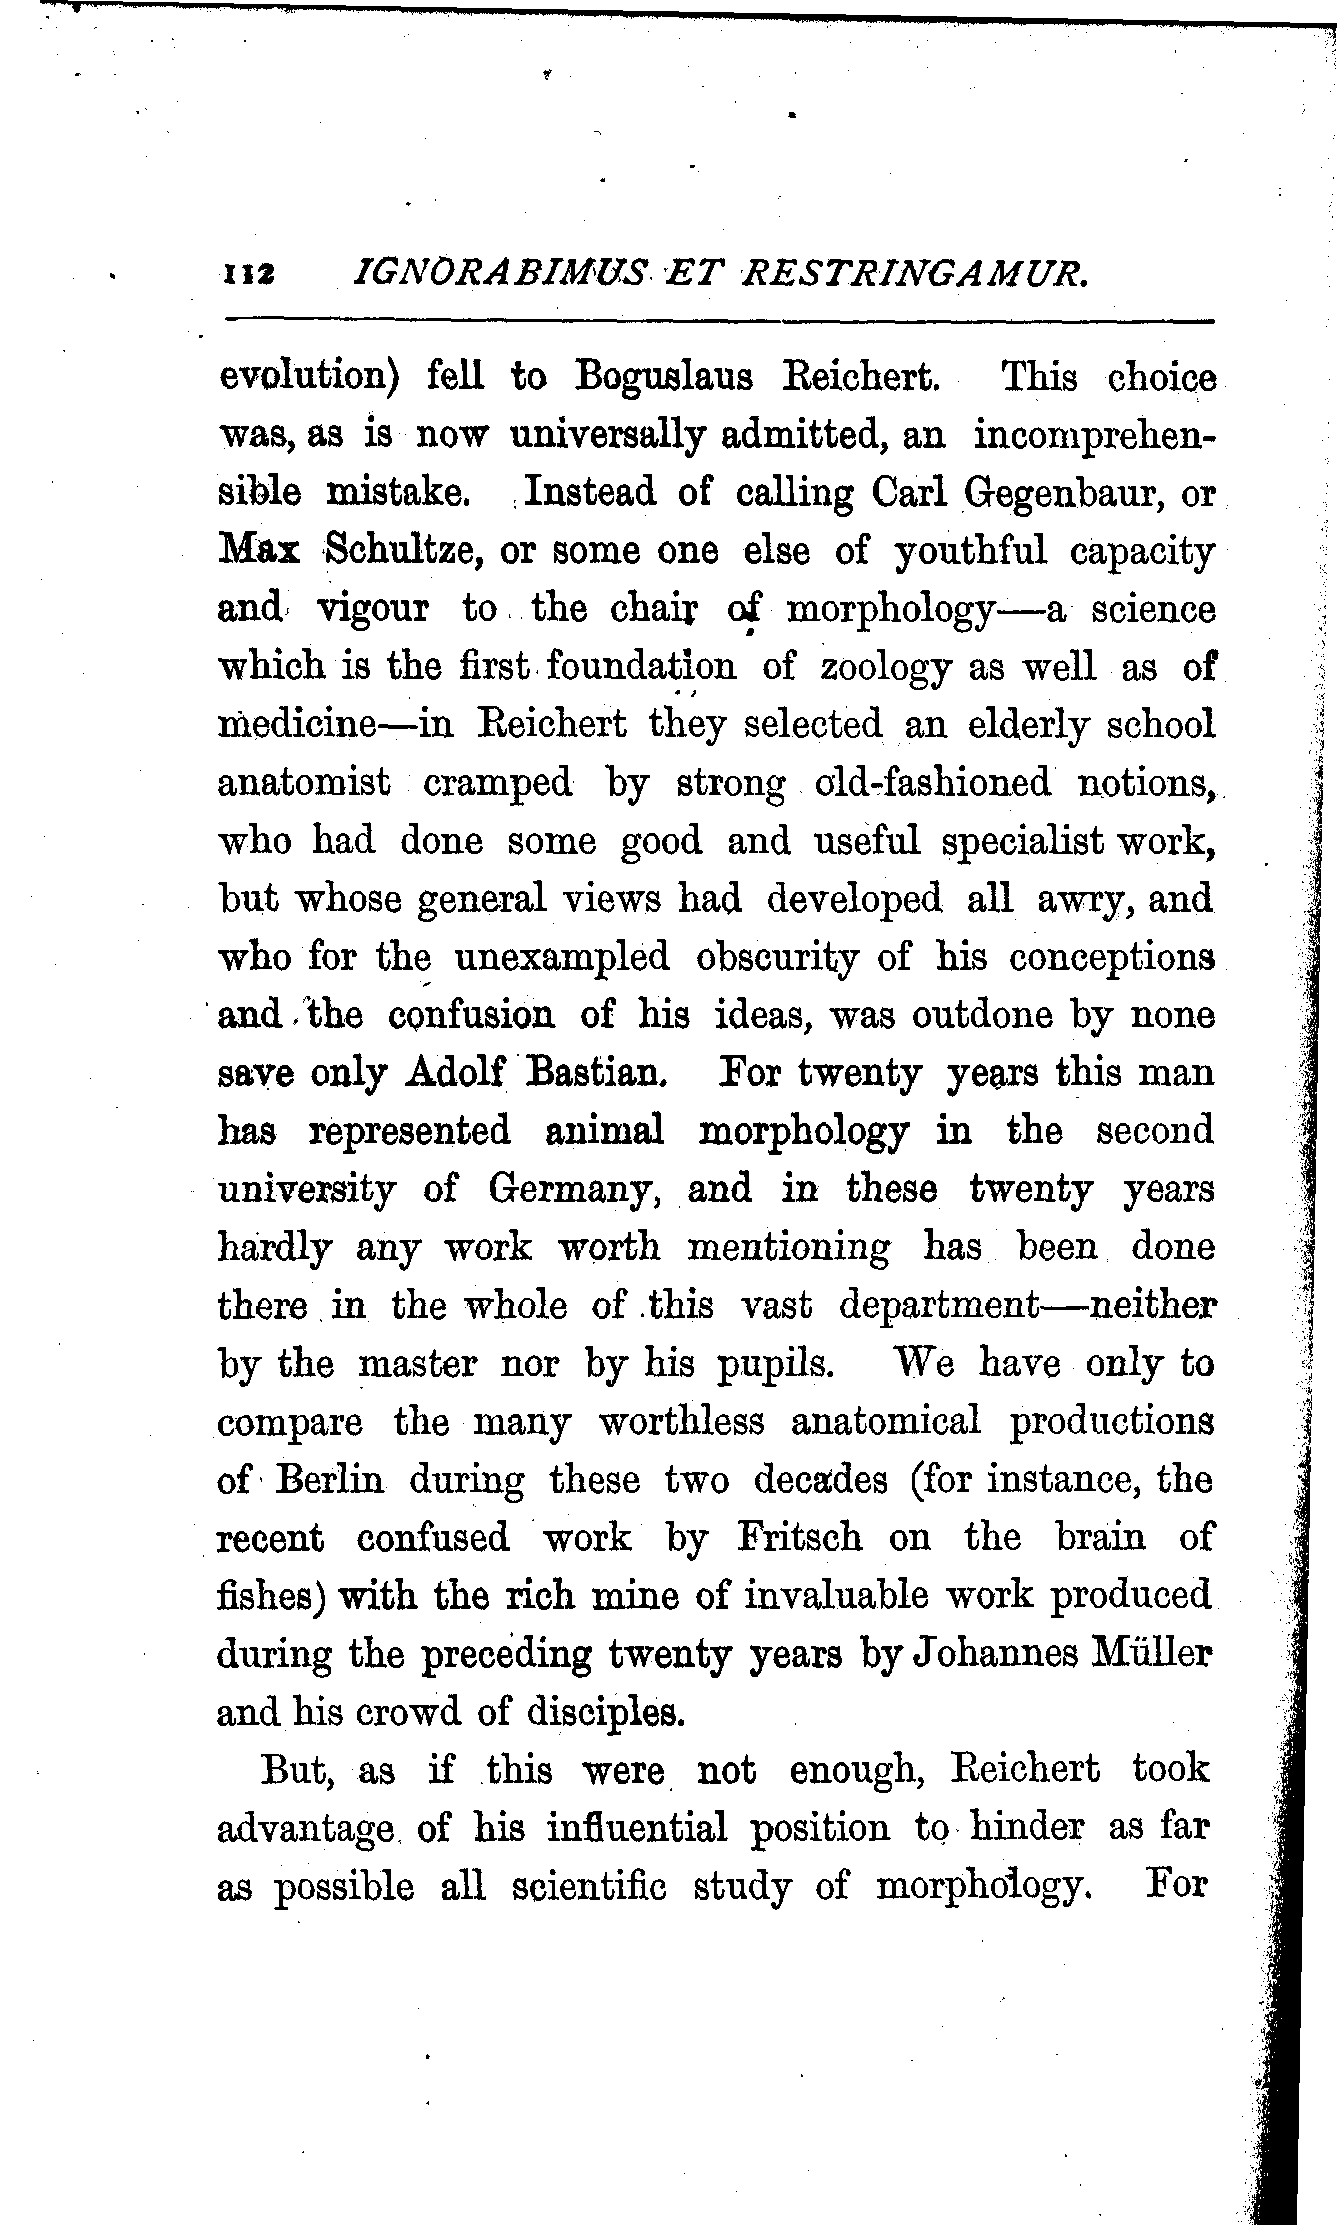 112 IGNORABIMUS ET RESTRINGAMUR.
evolution) fell to Boguslaus Reichert. This choice
was, as is now universally admitted, an incomprehen-
sible mistake. Instead of calling Carl Gegenbaur, or
Max Schultze, or some one else of youthful capacity
and vigour to the chair of morphology—a science
which is the first foundation of zoology as well as of
medicine—in Reichert they selected an elderly school
anatomist cramped by strong old-fashioned notions,
who had done some good and useful specialist work,
but whose general views had developed all awry, and
who for the unexampled obscurity of his conceptions
and the confusion of his ideas, was outdone by none
save only Adolf Bastian. For twenty years this man
has represented animal morphology in the second
university of Germany, and in these twenty years
hardly any work worth mentioning has been done
there in the whole of this vast department—neither
by the master nor by his pupils. We have only to
compare the many worthless anatomical productions
of Berlin during these two decades (for instance, the
recent confused work by Fritsch on the brain of
fishes) with the rich mine of invaluable work produced
during the preceding twenty years by Johannes Müller
and his crowd of disciples.
But, as if this were not enough, Reichert took
advantage of his influential position to hinder as far
as possible all scientific study of morphology. For